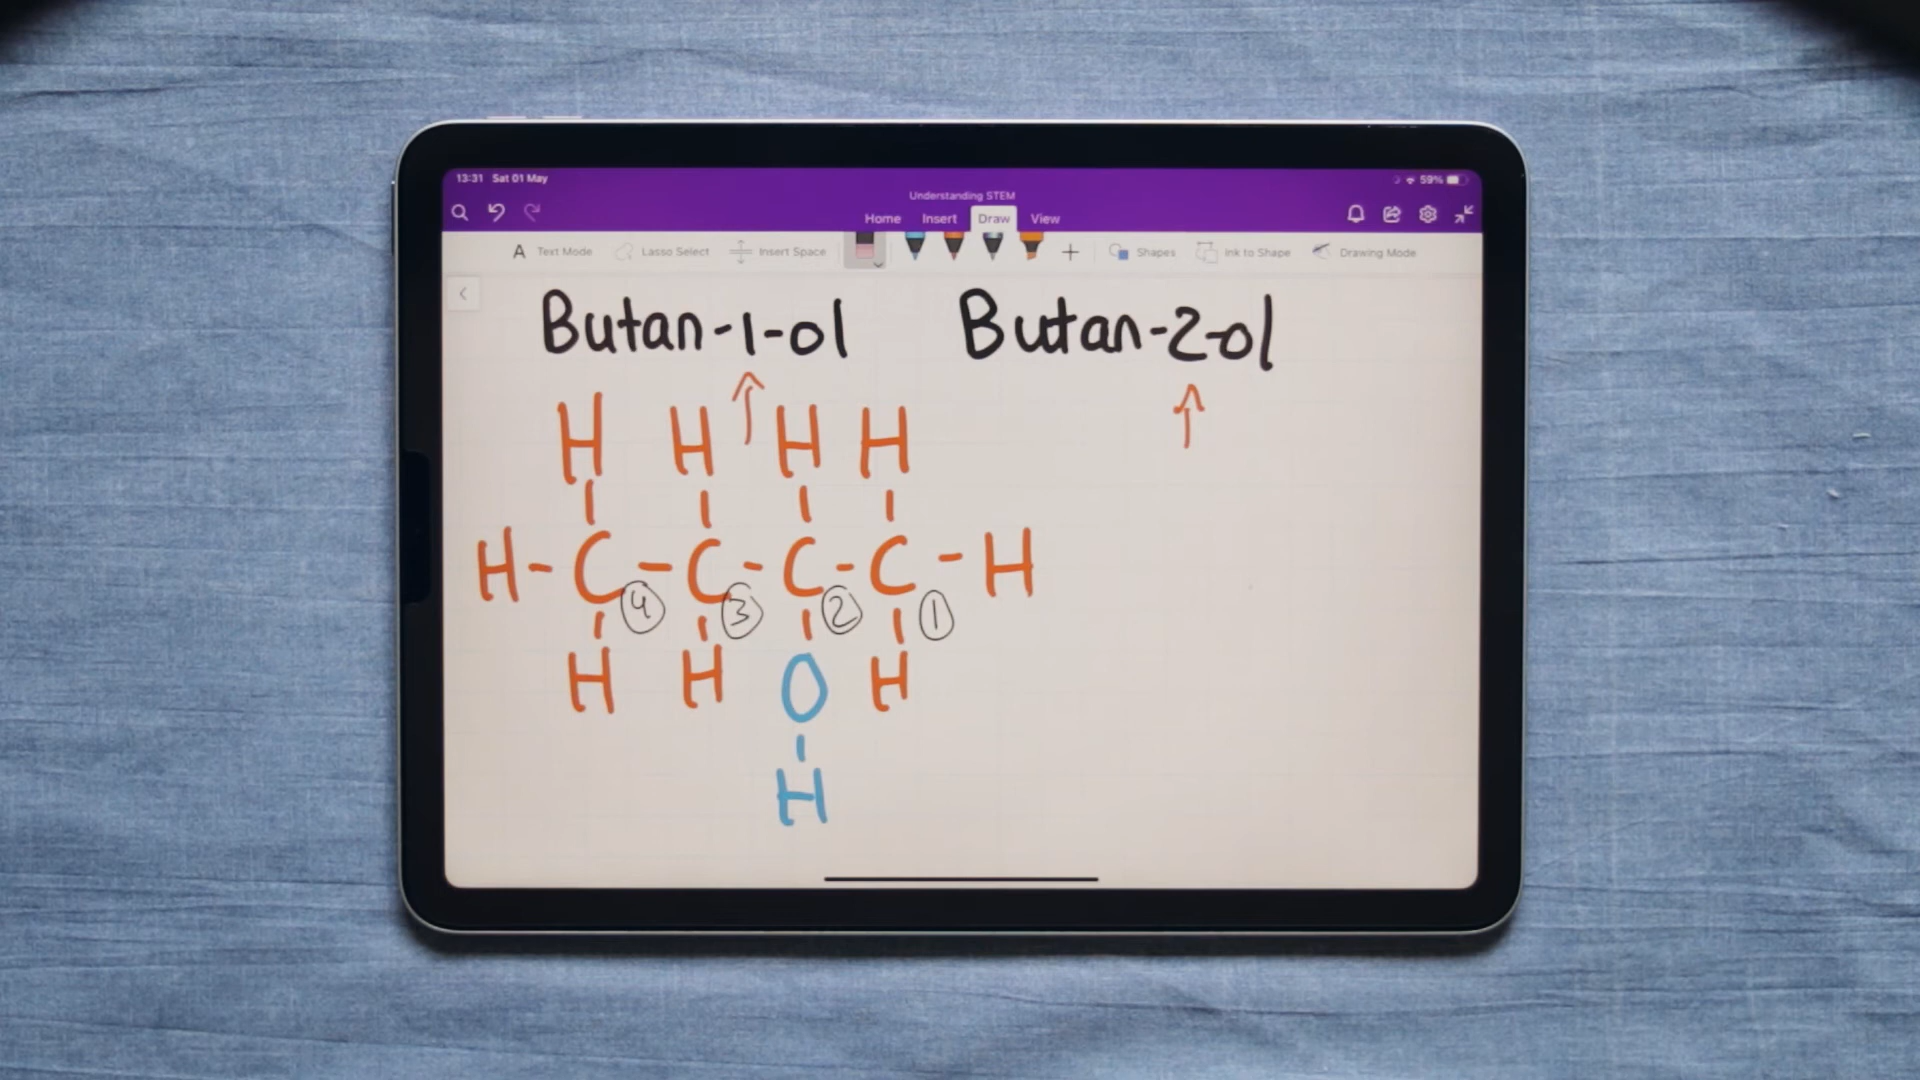 13:31 Sat 01 May 59%
Understanding STEM
Home Insert Draw View
A Text Mode Lasso Select Insert Space + Shapes Ink to Shape Drawing Mode
Butan-1-ol Butan-2-ol
H H H H
H-C-C-C-C-H
4 3 2 1
H H O H
H